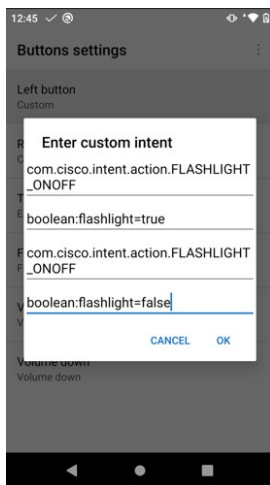 12:45
Buttons settings
Left button
Custom
Enter custom intent
com.cisco.intent.action.FLASHLIGHT
_ONOFF
boolean:flashlight=true
com.cisco.intent.action.FLASHLIGHT
_ONOFF
boolean:flashlight=false
CANCEL OK
Volume down
Volume down